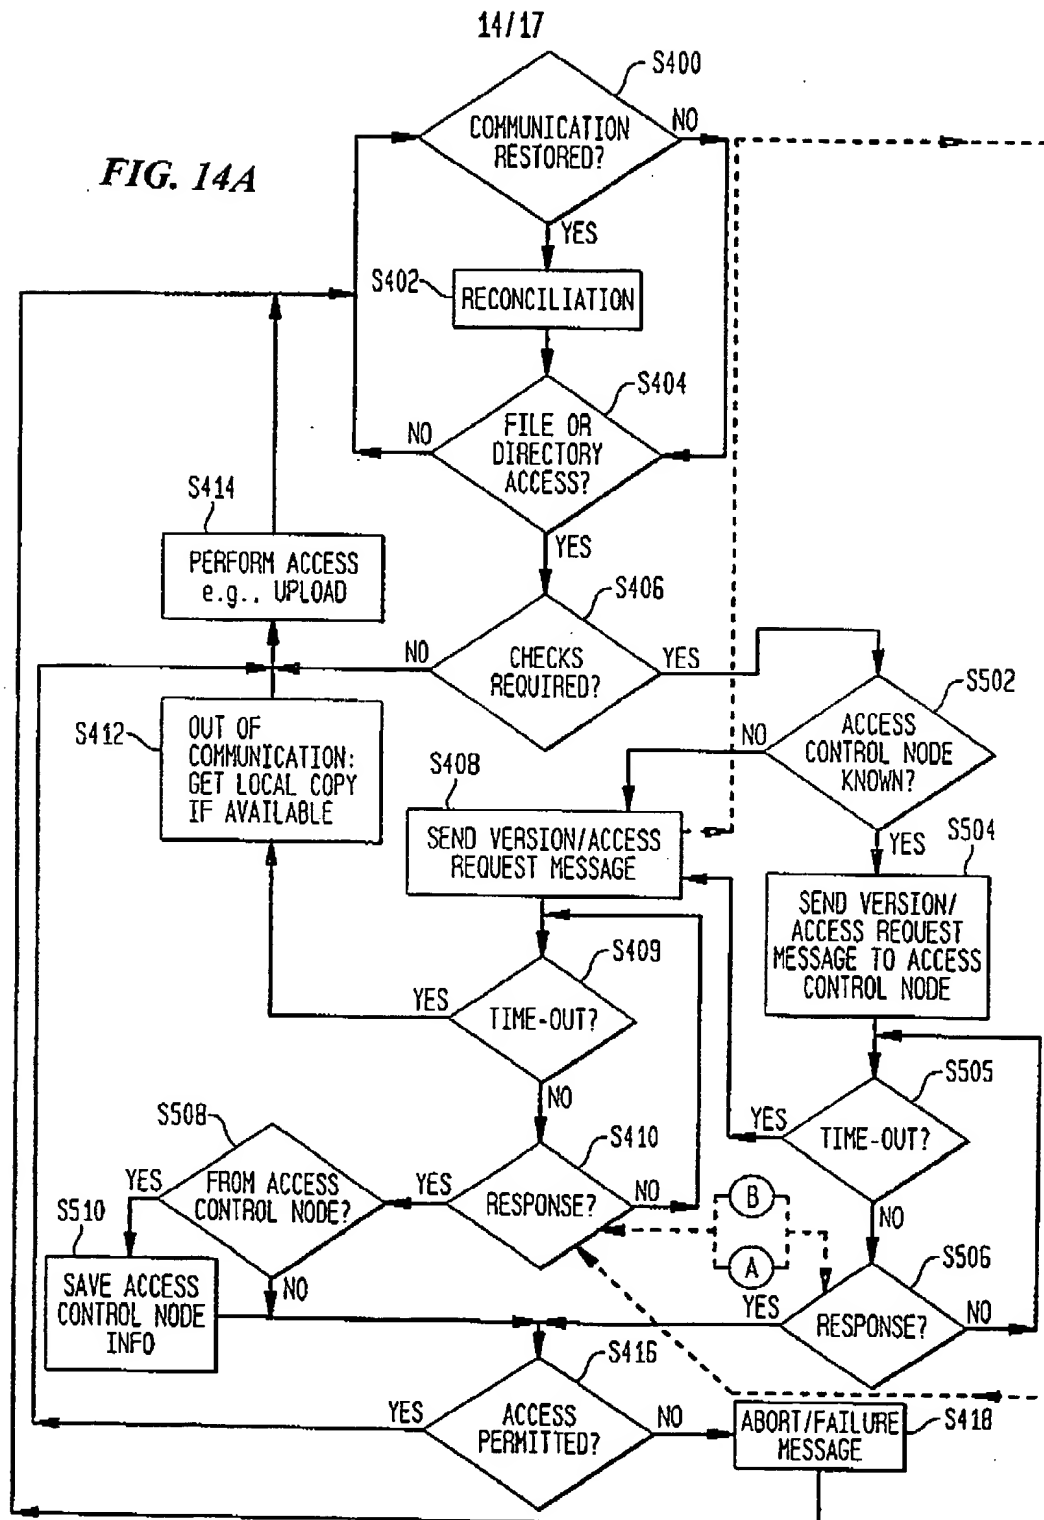 14/17
FIG. 14A
S400
COMMUNICATION
RESTORED?
NO
YES
S402
RECONCILIATION
S404
FILE OR
DIRECTORY
ACCESS?
NO
YES
S414
PERFORM ACCESS
e.g., UPLOAD
S406
CHECKS
REQUIRED?
NO
YES
S502
ACCESS
CONTROL NODE
KNOWN?
NO
YES
S412
OUT OF
COMMUNICATION:
GET LOCAL COPY
IF AVAILABLE
S408
SEND VERSION/ACCESS
REQUEST MESSAGE
S504
SEND VERSION/
ACCESS REQUEST
MESSAGE TO ACCESS
CONTROL NODE
S409
TIME-OUT?
YES
NO
S505
TIME-OUT?
YES
NO
S508
FROM ACCESS
CONTROL NODE?
YES
NO
S410
RESPONSE?
YES
NO
B
A
S506
RESPONSE?
YES
NO
S510
SAVE ACCESS
CONTROL NODE
INFO
S416
ACCESS
PERMITTED?
YES
NO
S418
ABORT/FAILURE
MESSAGE